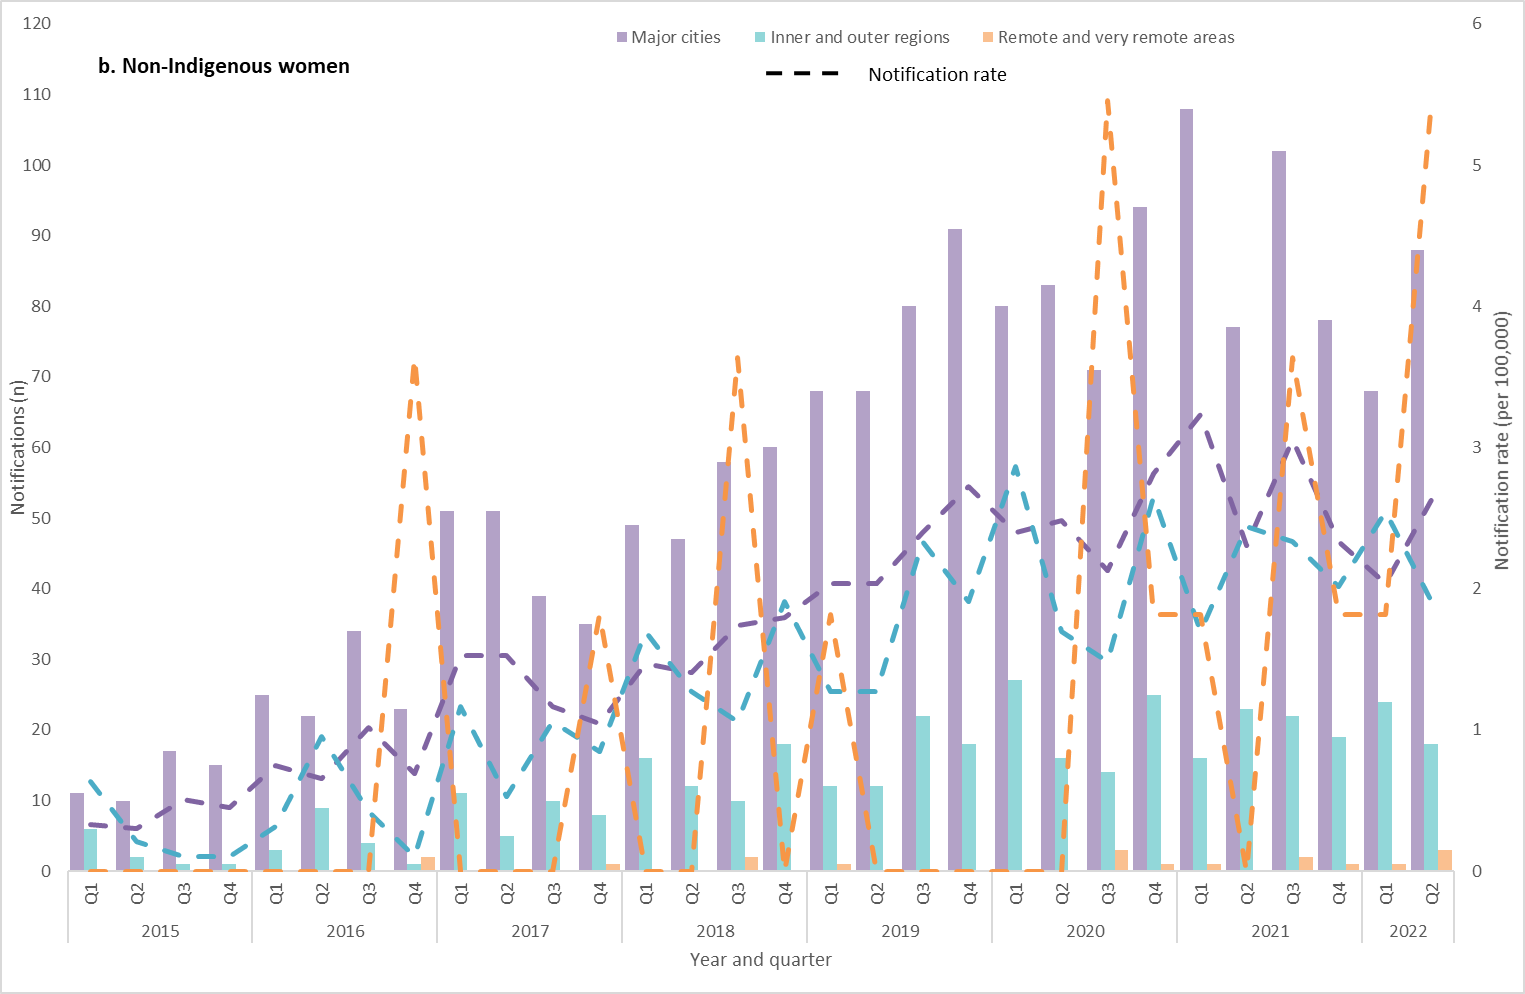 120
6
Major cities
Inner and outer regions
Remote and very remote areas
b. Non-Indigenous women
Notification rate
110
100
5
90
80
4
70
60
3
50
40
2
30
20
1
10
0
0
Notifications (n)
Notification rate (per 100,000)
Q1 Q2 Q3 Q4 Q1 Q2 Q3 Q4 Q1 Q2 Q3 Q4 Q1 Q2 Q3 Q4 Q1 Q2 Q3 Q4 Q1 Q2 Q3 Q4 Q1 Q2 Q3 Q4 Q1 Q2
2015 2016 2017 2018 2019 2020 2021 2022
Year and quarter